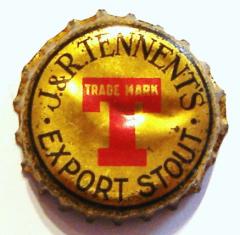 J.&R.TENNENT'S
TRADE MARK
T
EXPORT STOUT